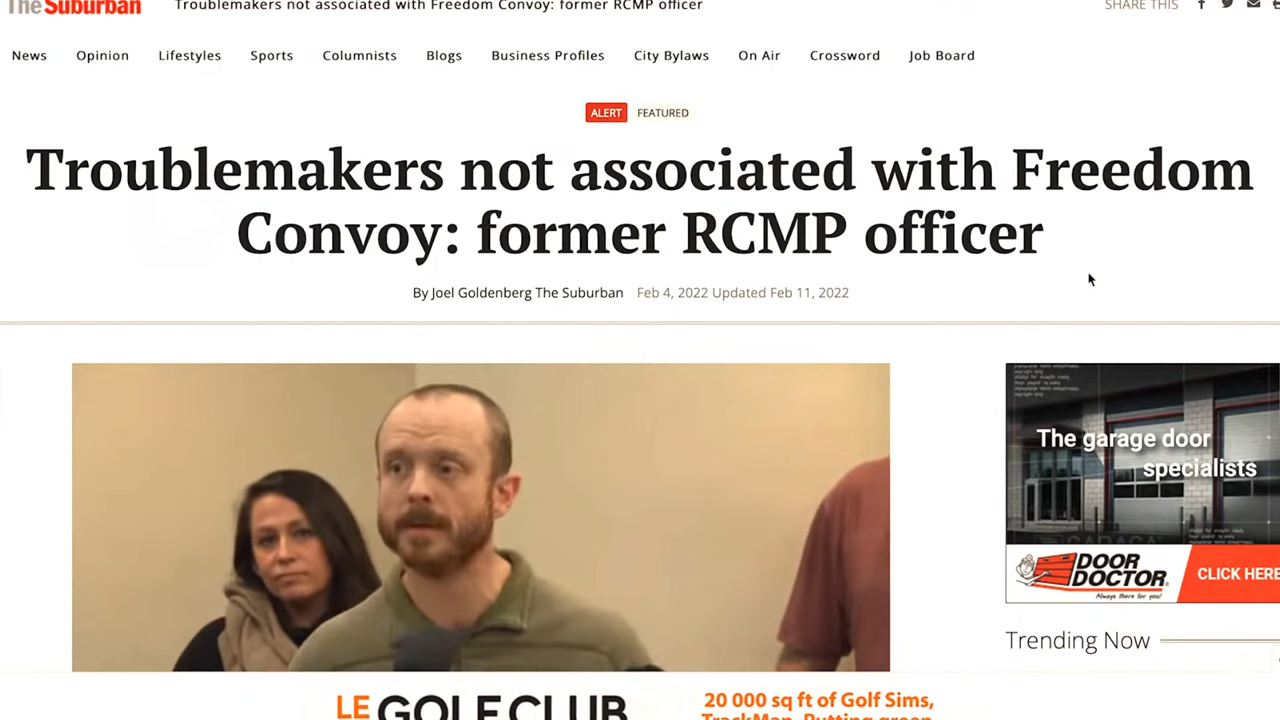 The Suburban
Troublemakers not associated with Freedom Convoy: former RCMP officer
SHARE THIS
News Opinion Lifestyles Sports Columnists Blogs Business Profiles City Bylaws On Air Crossword Job Board
ALERT FEATURED
Troublemakers not associated with Freedom
Convoy: former RCMP officer
By Joel Goldenberg The Suburban Feb 4, 2022 Updated Feb 11, 2022
The garage door
specialists
DOOR
DOCTOR
Always there for you!
CLICK HERE
Trending Now
LE GOLF CLUB
20 000 sq ft of Golf Sims,
TrackMan, Putting green